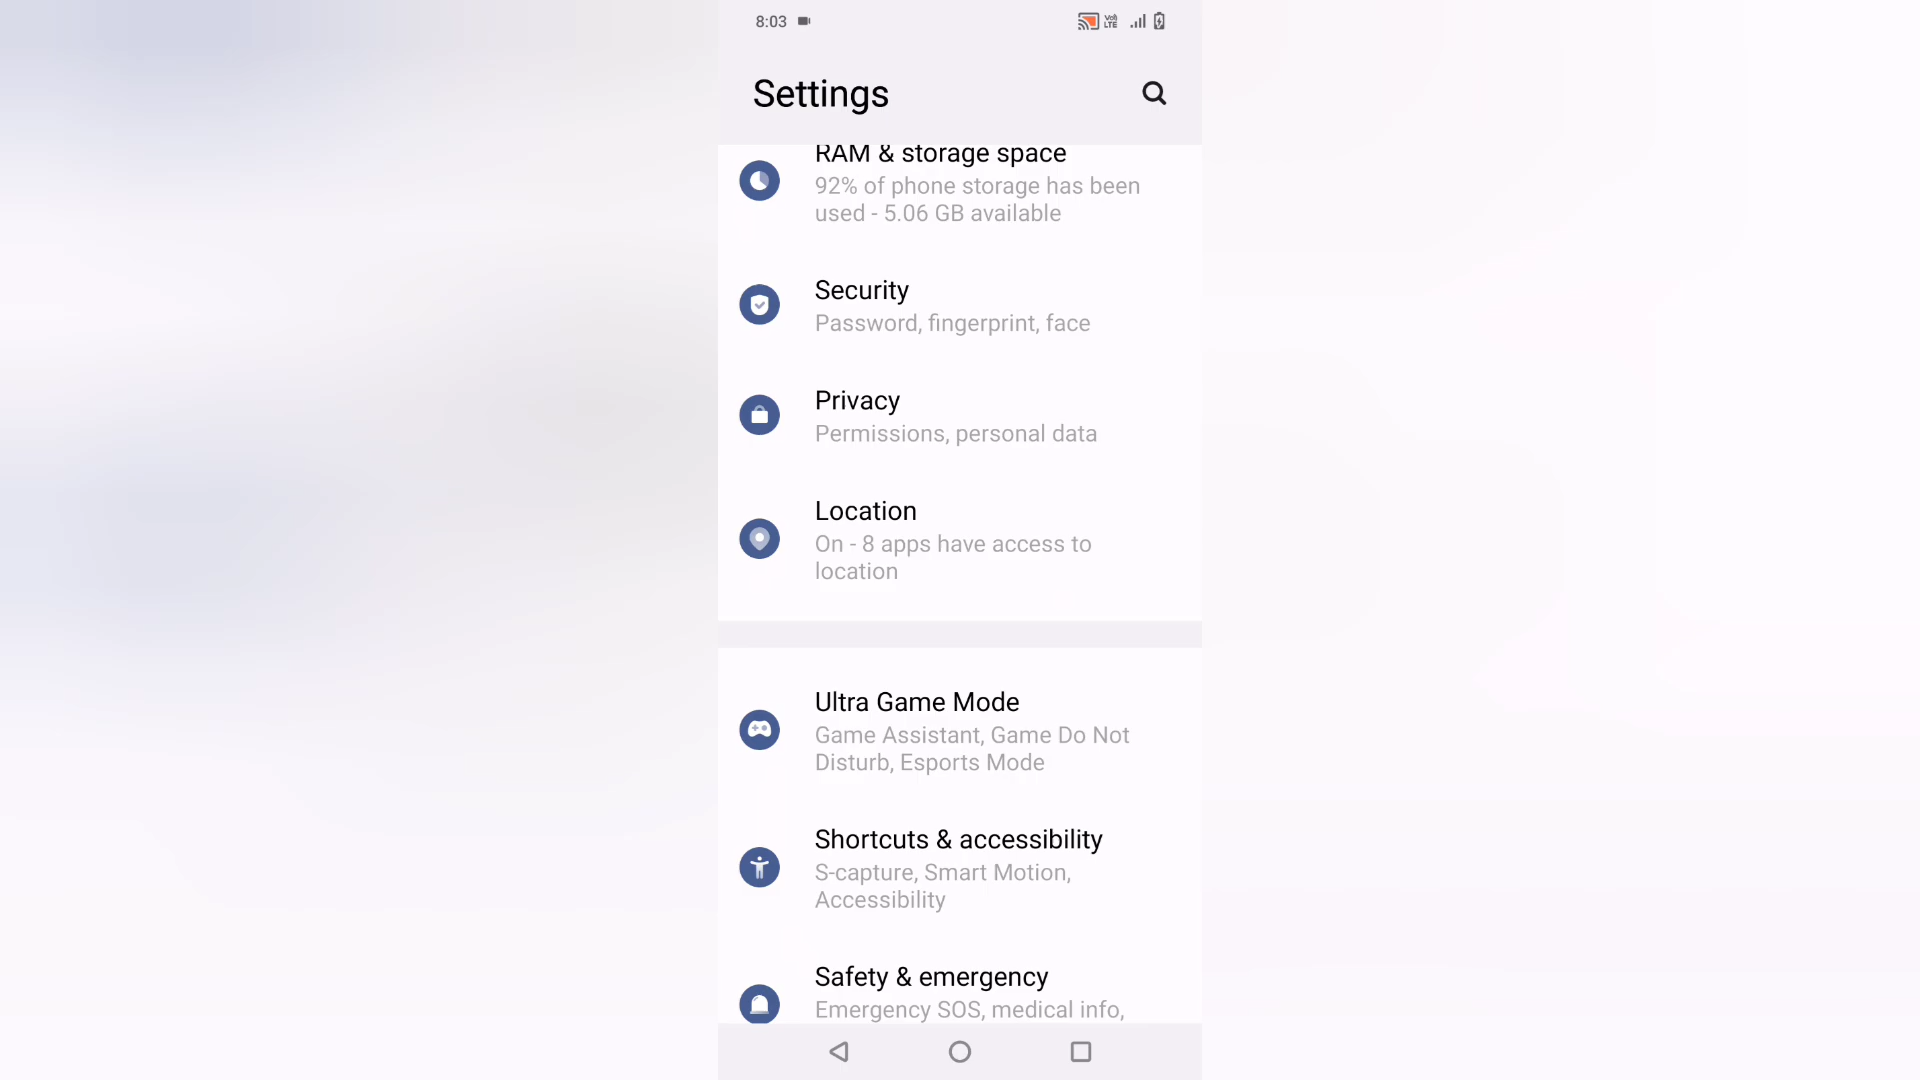 8:03
Vo))
LTE
Settings
RAM & storage space
92% of phone storage has been
used - 5.06 GB available
Security
Password, fingerprint, face
Privacy
Permissions, personal data
Location
On - 8 apps have access to
location
Ultra Game Mode
Game Assistant, Game Do Not
Disturb, Esports Mode
Shortcuts & accessibility
S-capture, Smart Motion,
Accessibility
Safety & emergency
Emergency SOS, medical info,